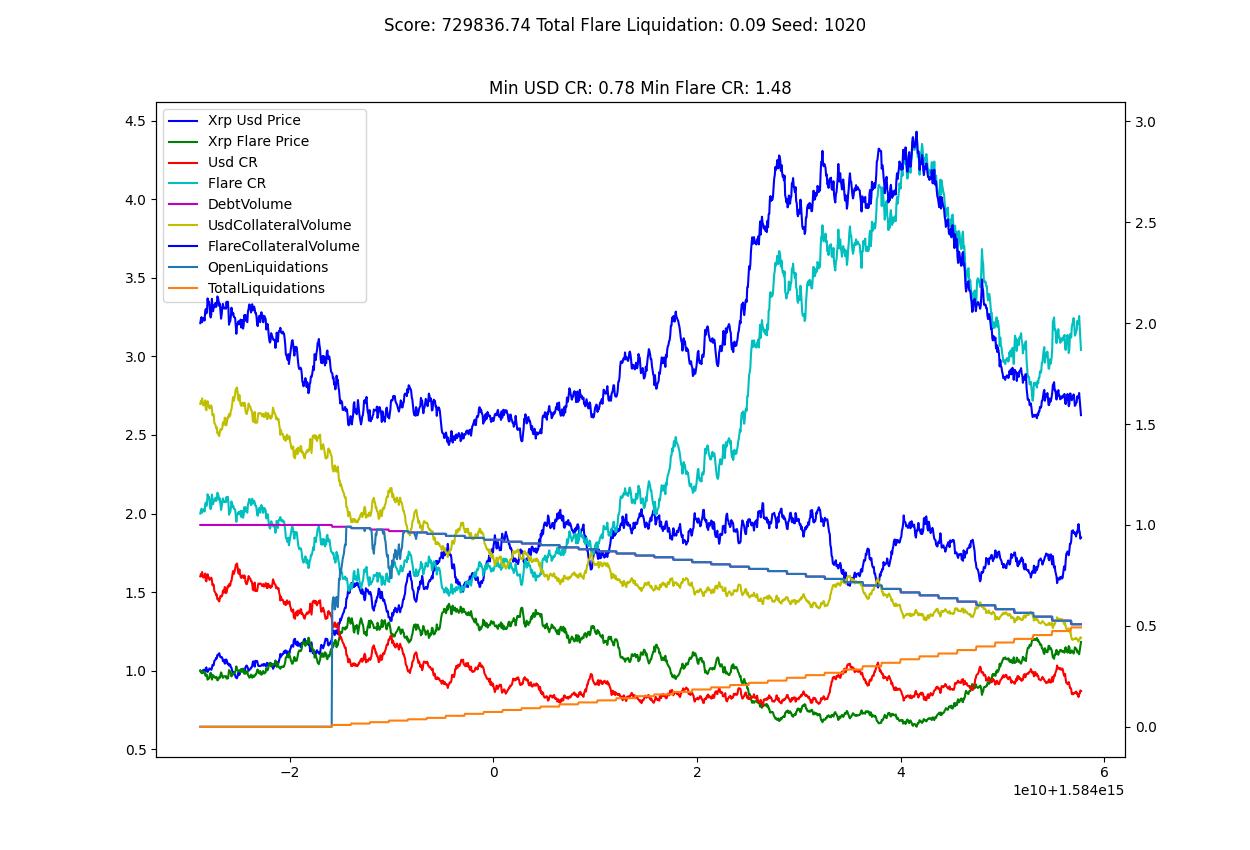 Score: 729836.74 Total Flare Liquidation: 0.09 Seed: 1020
Min USD CR: 0.78 Min Flare CR: 1.48
Xrp Usd Price
Xrp Flare Price
Usd CR
Flare CR
DebtVolume
UsdCollateralVolume
FlareCollateralVolume
OpenLiquidations
TotalLiquidations
4.5
4.0
3.5
3.0
2.5
2.0
1.5
1.0
0.5
3.0
2.5
2.0
1.5
1.0
0.5
0.0
−2
0
2
4
6
1e10+1.584e15